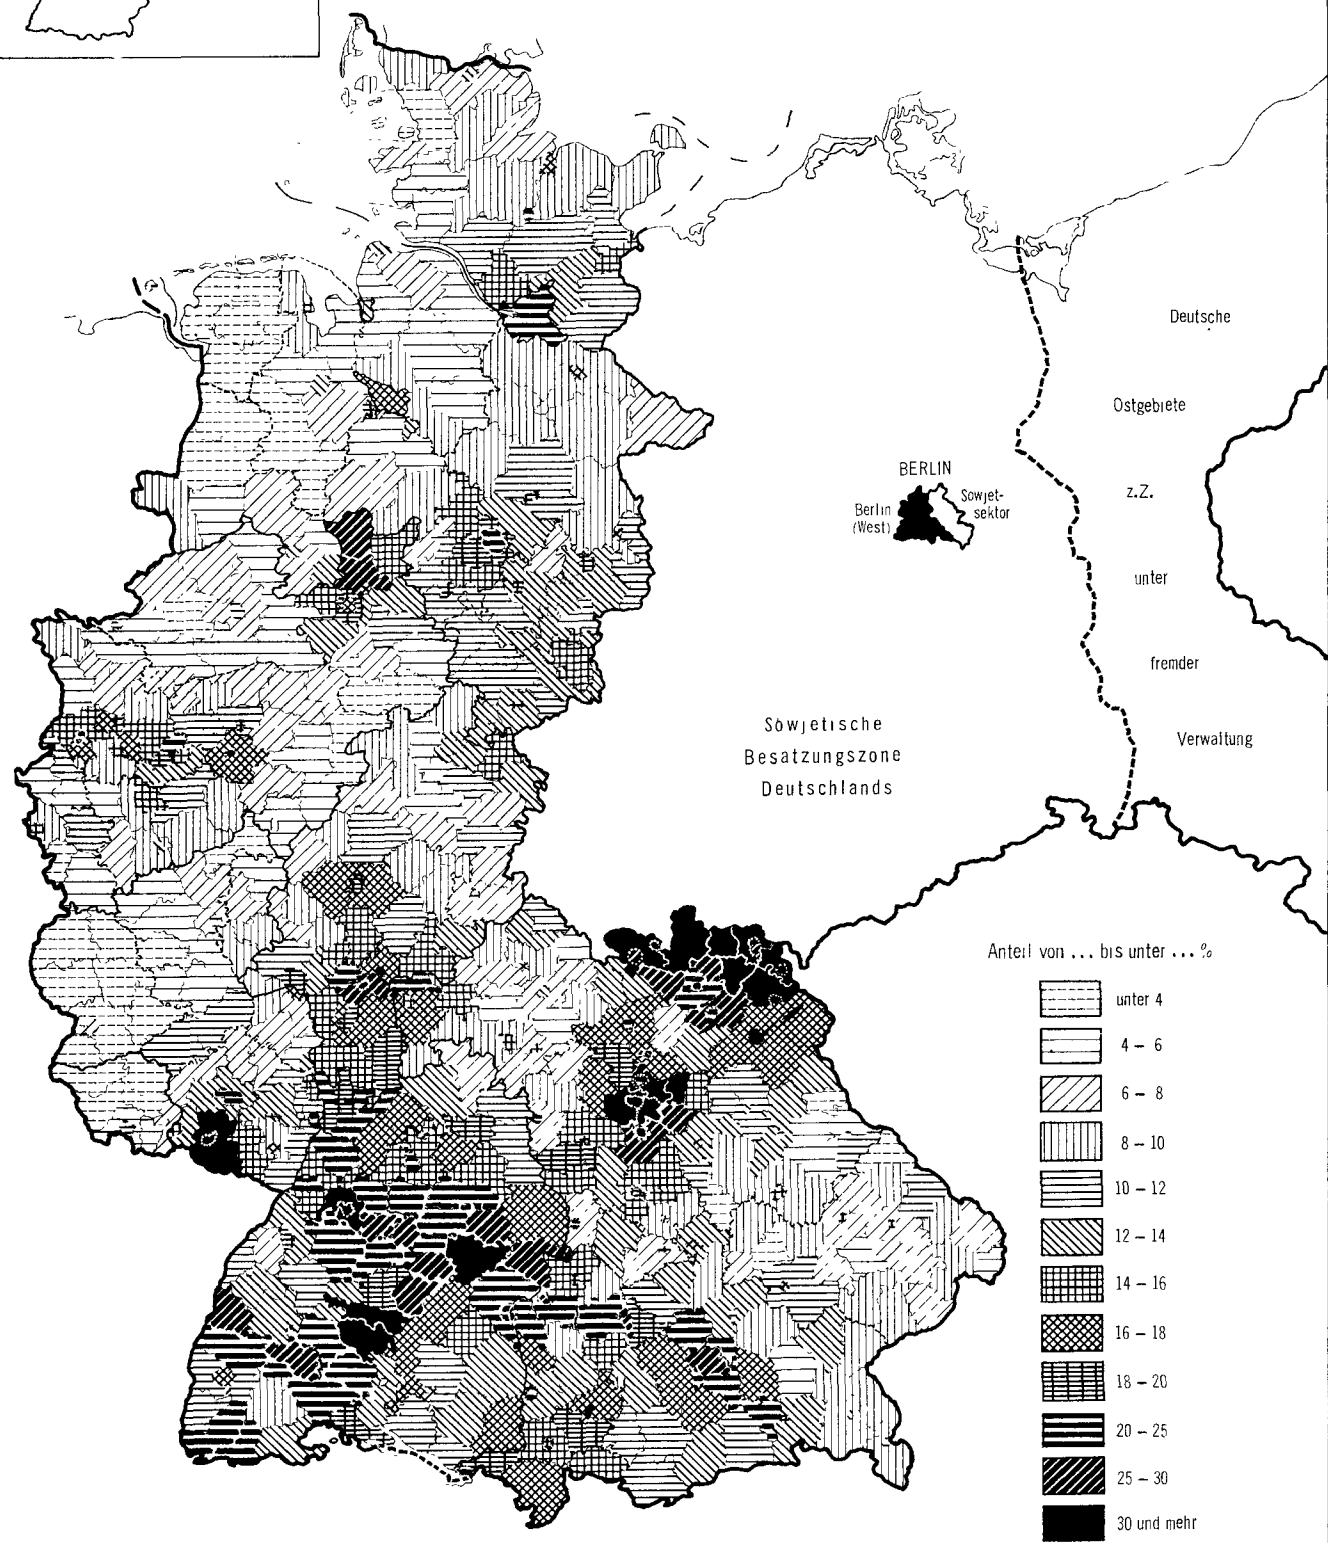 Deutsche
Ostgebiete
z.Z.
unter
fremder
Verwaltung
BERLIN
Berlin
(West)
Sowjet-
sektor
Sowjetische
Besatzungszone
Deutschlands
Anteil von ... bis unter ... %
unter 4
4 – 6
6 – 8
8 – 10
10 – 12
12 – 14
14 – 16
16 – 18
18 – 20
20 – 25
25 – 30
30 und mehr